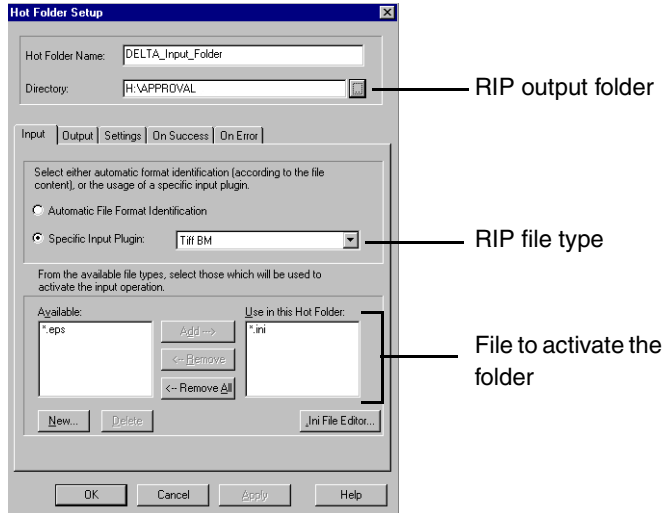 Hot Folder Setup
Hot Folder Name: DELTA_Input_Folder
Directory: H:\APPROVAL
RIP output folder
Input Output Settings On Success On Error
Select either automatic format identification (according to the file
content), or the usage of a specific input plugin.
Automatic File Format Identification
Specific Input Plugin: Tiff BM
RIP file type
From the available file types, select those which will be used to
activate the input operation.
Available: Use in this Hot Folder:
*.eps Add ---> *.ini
<-- Remove
<-- Remove All
File to activate the
folder
New... Delete .Ini File Editor...
OK Cancel Apply Help